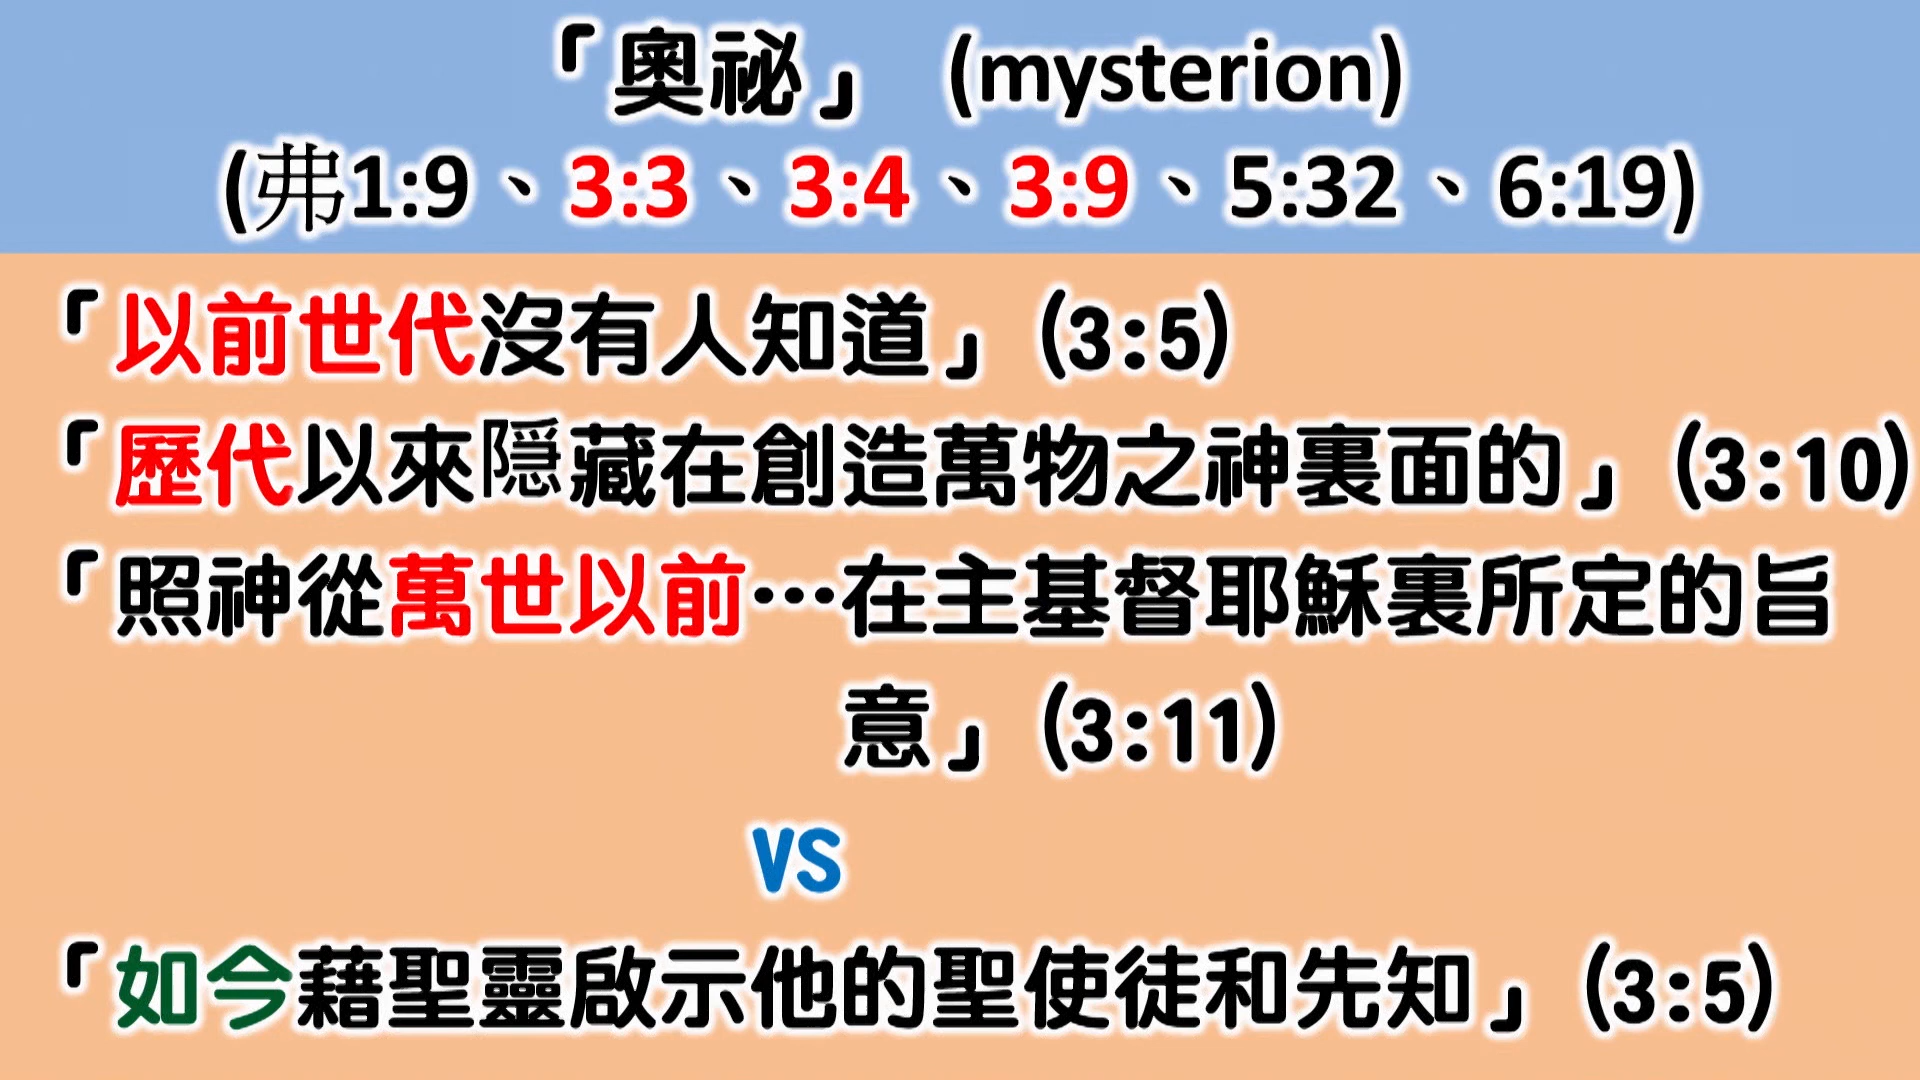 「奧祕」 (mysterion)
(弗1:9、3:3、3:4、3:9、5:32、6:19)
「以前世代沒有人知道」(3:5)
「歷代以來隱藏在創造萬物之神裏面的」(3:10)
「照神從萬世以前…在主基督耶穌裏所定的旨
意」(3:11)
VS
「如今藉聖靈啟示他的聖使徒和先知」(3:5)